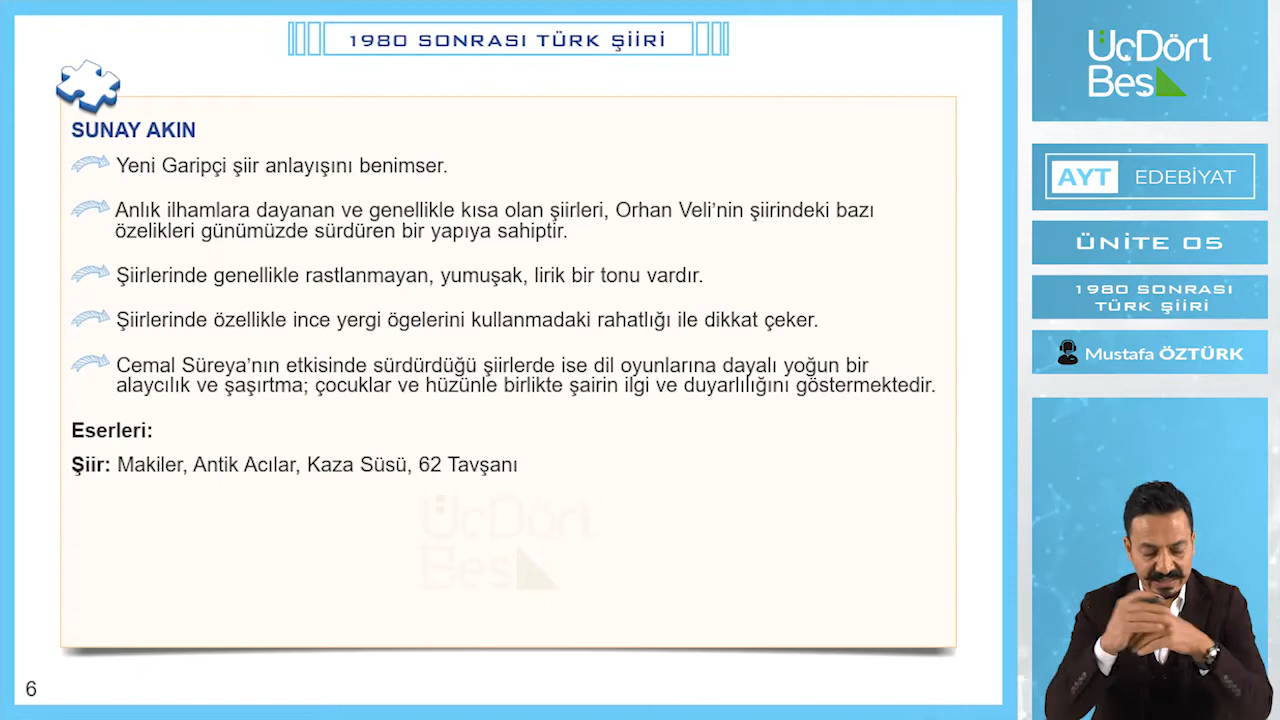 1980 SONRASI TÜRK ŞİİRİ
SUNAY AKIN
Yeni Garipçi şiir anlayışını benimser.
Anlık ilhamlara dayanan ve genellikle kısa olan şiirleri, Orhan Veli’nin şiirindeki bazı
özelikleri günümüzde sürdüren bir yapıya sahiptir.
Şiirlerinde genellikle rastlanmayan, yumuşak, lirik bir tonu vardır.
Şiirlerinde özellikle ince yergi ögelerini kullanmadaki rahatlığı ile dikkat çeker.
Cemal Süreya’nın etkisinde sürdürdüğü şiirlerde ise dil oyunlarına dayalı yoğun bir
alaycılık ve şaşırtma; çocuklar ve hüzünle birlikte şairin ilgi ve duyarlılığını göstermektedir.
Eserleri:
Şiir: Makiler, Antik Acılar, Kaza Süsü, 62 Tavşanı
ÜçDört
Beş
6
ÜçDört
Beş
AYT EDEBİYAT
ÜNİTE 05
1980 SONRASI
TÜRK ŞİİRİ
Mustafa ÖZTÜRK